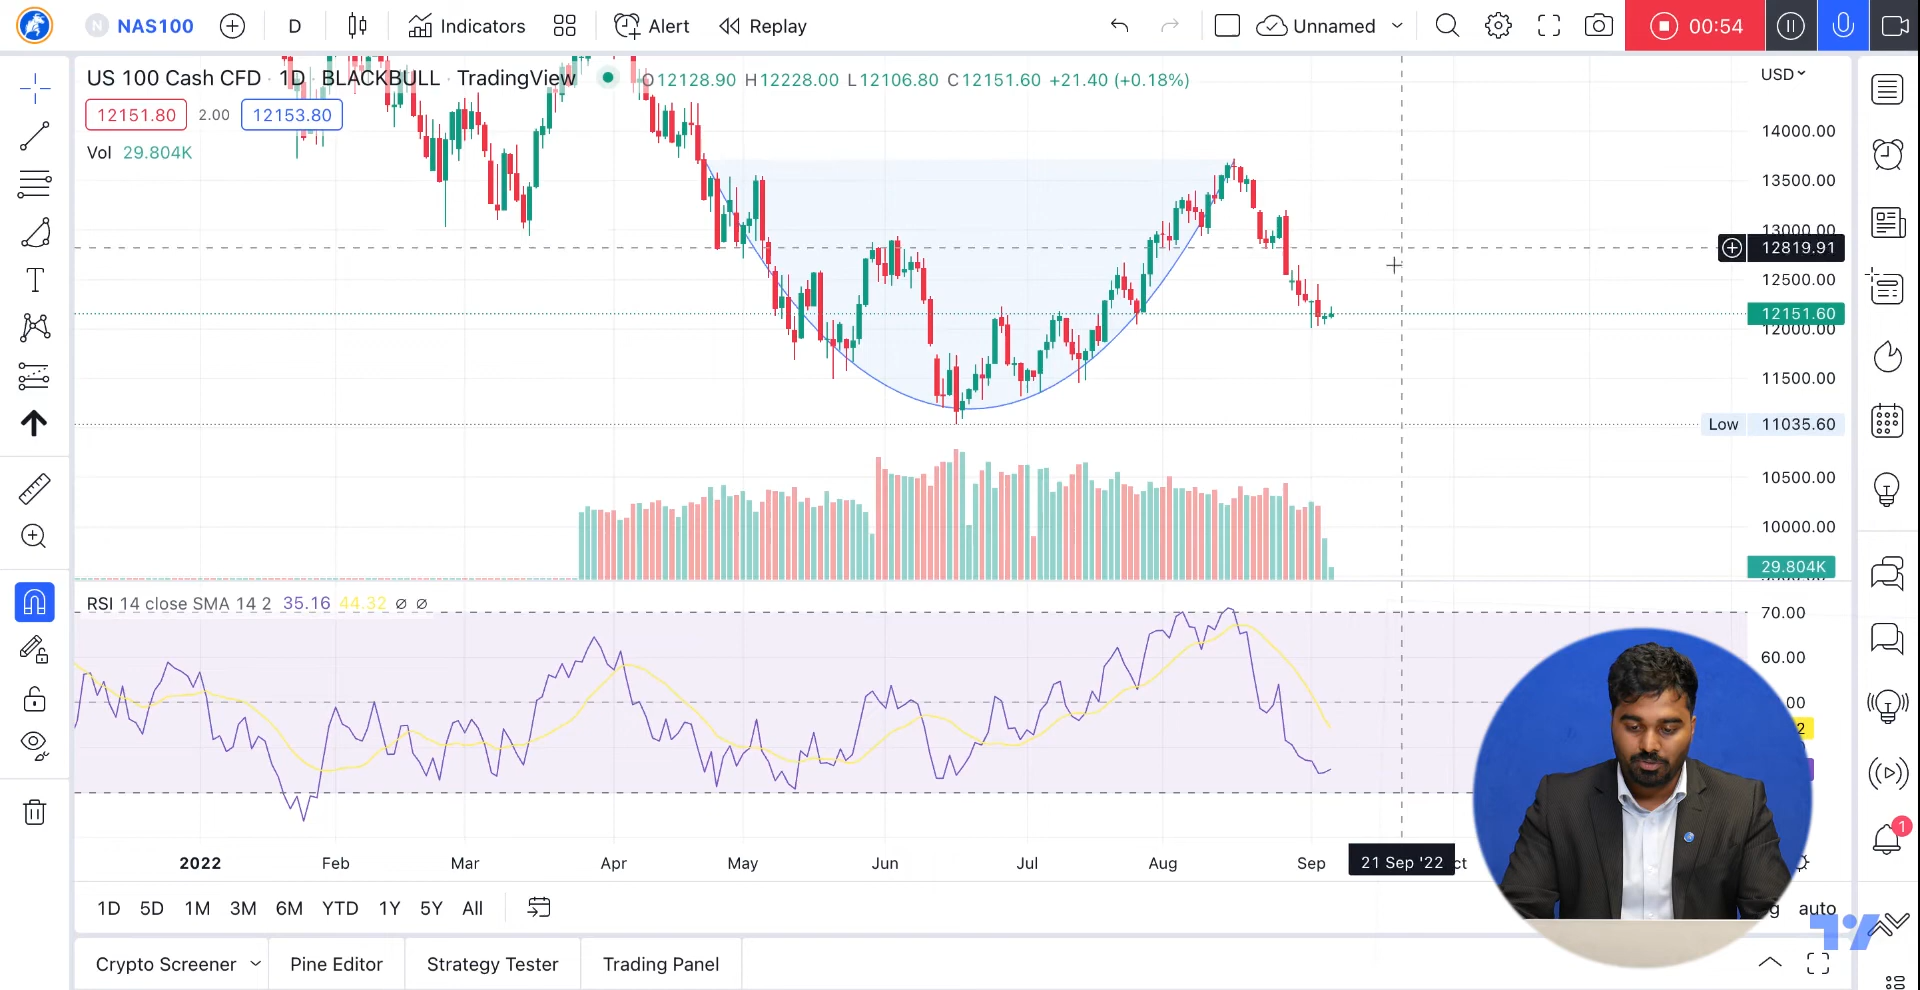 N NAS100 D Indicators Alert Replay Unnamed 00:54
US 100 Cash CFD · 1D · BLACKBULL · TradingView O12128.90 H12228.00 L12106.80 C12151.60 +21.40 (+0.18%)
USD
12151.80 2.00 12153.80
Vol 29.804K
14000.00
13500.00
13000.00
12819.91
12500.00
12151.60
12000.00
11500.00
Low 11035.60
10500.00
10000.00
29.804K
RSI 14 close SMA 14 2 35.16 44.32 ∅ ∅
70.00
60.00
00
2
2022 Feb Mar Apr May Jun Jul Aug Sep 21 Sep '22 ct
1D 5D 1M 3M 6M YTD 1Y 5Y All g auto
1
Crypto Screener Pine Editor Strategy Tester Trading Panel